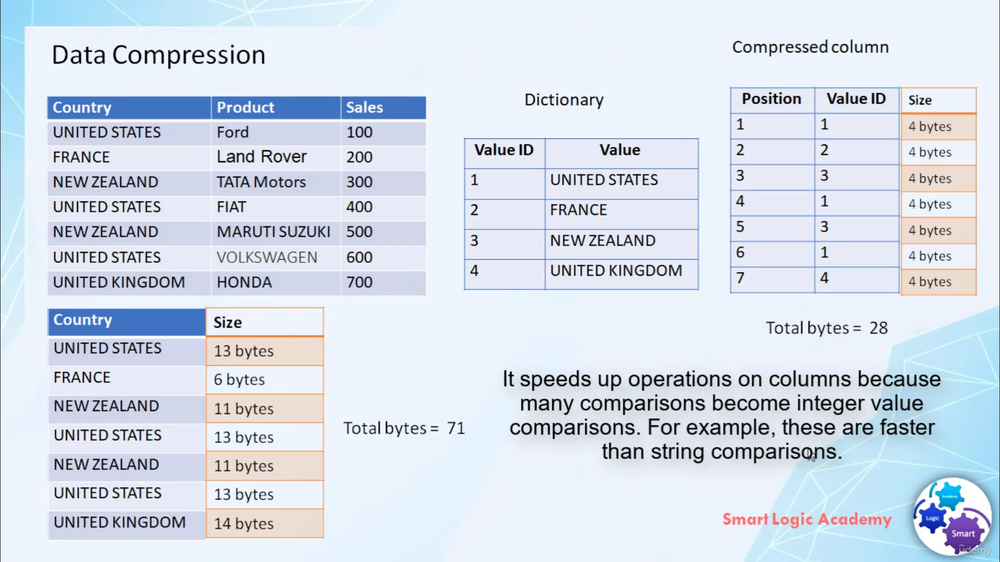 Data Compression
Country Product Sales
UNITED STATES Ford 100
FRANCE Land Rover 200
NEW ZEALAND TATA Motors 300
UNITED STATES FIAT 400
NEW ZEALAND MARUTI SUZUKI 500
UNITED STATES VOLKSWAGEN 600
UNITED KINGDOM HONDA 700
Country Size
UNITED STATES 13 bytes
FRANCE 6 bytes
NEW ZEALAND 11 bytes
UNITED STATES 13 bytes
NEW ZEALAND 11 bytes
UNITED STATES 13 bytes
UNITED KINGDOM 14 bytes
Total bytes = 71
Dictionary
Value ID Value
1 UNITED STATES
2 FRANCE
3 NEW ZEALAND
4 UNITED KINGDOM
Compressed column
Position Value ID Size
1 1 4 bytes
2 2 4 bytes
3 3 4 bytes
4 1 4 bytes
5 3 4 bytes
6 1 4 bytes
7 4 4 bytes
Total bytes = 28
It speeds up operations on columns because
many comparisons become integer value
comparisons. For example, these are faster
than string comparisons.
Smart Logic Academy
Academy
Logic
Smart
ûdemy